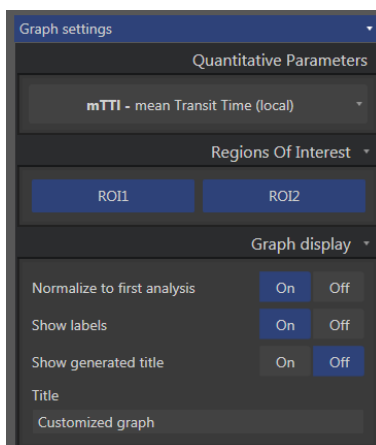 Graph settings
Quantitative Parameters
mTTI - mean Transit Time (local)
Regions Of Interest
ROI1 ROI2
Graph display
Normalize to first analysis On Off
Show labels On Off
Show generated title On Off
Title
Customized graph